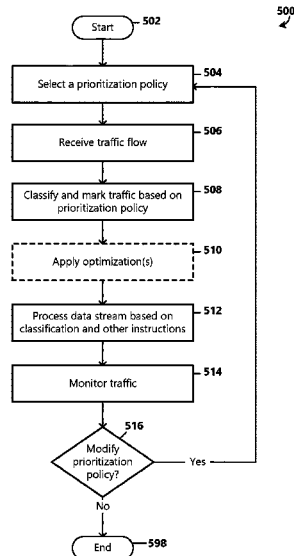 500
502
Start
504
Select a prioritization policy
506
Receive traffic flow
508
Classify and mark traffic based on
prioritization policy
510
Apply optimization(s)
512
Process data stream based on
classification and other instructions
514
Monitor traffic
516
Modify
prioritization
policy?
Yes
No
End
598